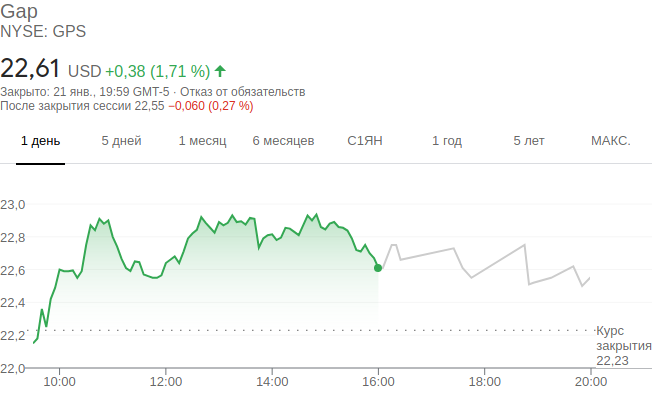 Gap
NYSE: GPS
22,61 USD +0,38 (1,71 %)
Закрыто: 21 янв., 19:59 GMT-5 · Отказ от обязательств
После закрытия сессии 22,55 −0,060 (0,27 %)
1 день 5 дней 1 месяц 6 месяцев С1ЯН 1 год 5 лет МАКС.
23,0
22,8
22,6
22,4
22,2
22,0
Курс
закрытия
22,23
10:00 12:00 14:00 16:00 18:00 20:00